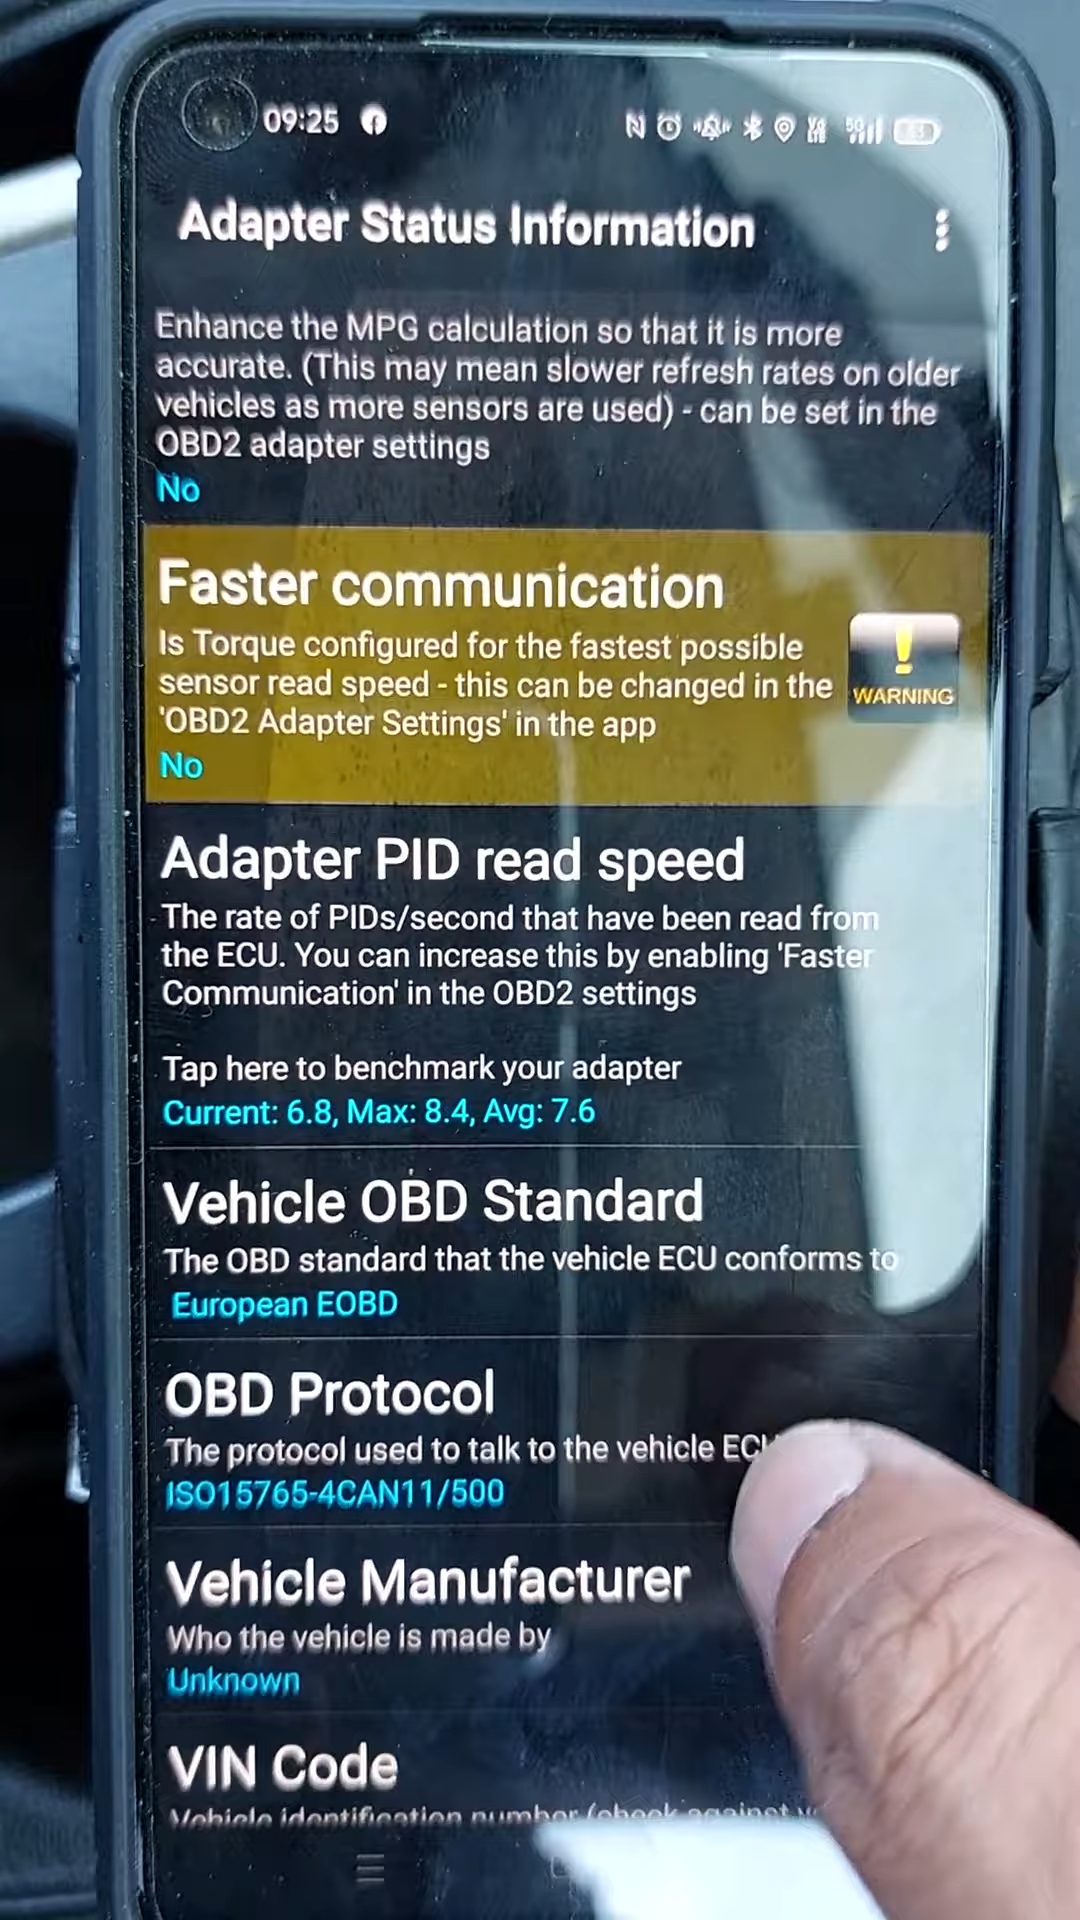 09:25
Adapter Status Information
Enhance the MPG calculation so that it is more
accurate. (This may mean slower refresh rates on older
vehicles as more sensors are used) - can be set in the
OBD2 adapter settings
No
Faster communication
Is Torque configured for the fastest possible
sensor read speed - this can be changed in the
'OBD2 Adapter Settings' in the app
No
WARNING
Adapter PID read speed
The rate of PIDs/second that have been read from
the ECU. You can increase this by enabling 'Faster
Communication' in the OBD2 settings
Tap here to benchmark your adapter
Current: 6.8, Max: 8.4, Avg: 7.6
Vehicle OBD Standard
The OBD standard that the vehicle ECU conforms to
European EOBD
OBD Protocol
The protocol used to talk to the vehicle ECU
ISO15765-4CAN11/500
Vehicle Manufacturer
Who the vehicle is made by
Unknown
VIN Code
Vehicle identification number (check against